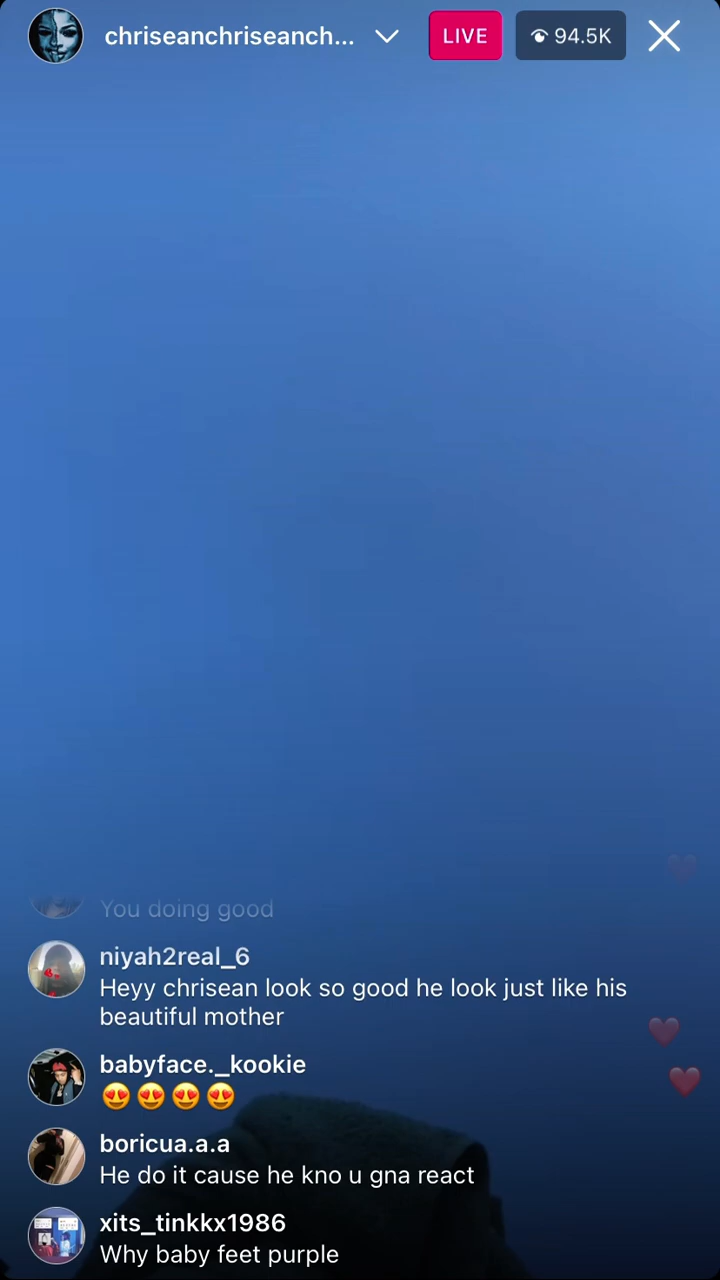 chriseanchriseanch...
LIVE
94.5K
You doing good
niyah2real_6
Heyy chrisean look so good he look just like his
beautiful mother
babyface._kookie
😍😍😍😍
boricua.a.a
He do it cause he kno u gna react
xits_tinkkx1986
Why baby feet purple